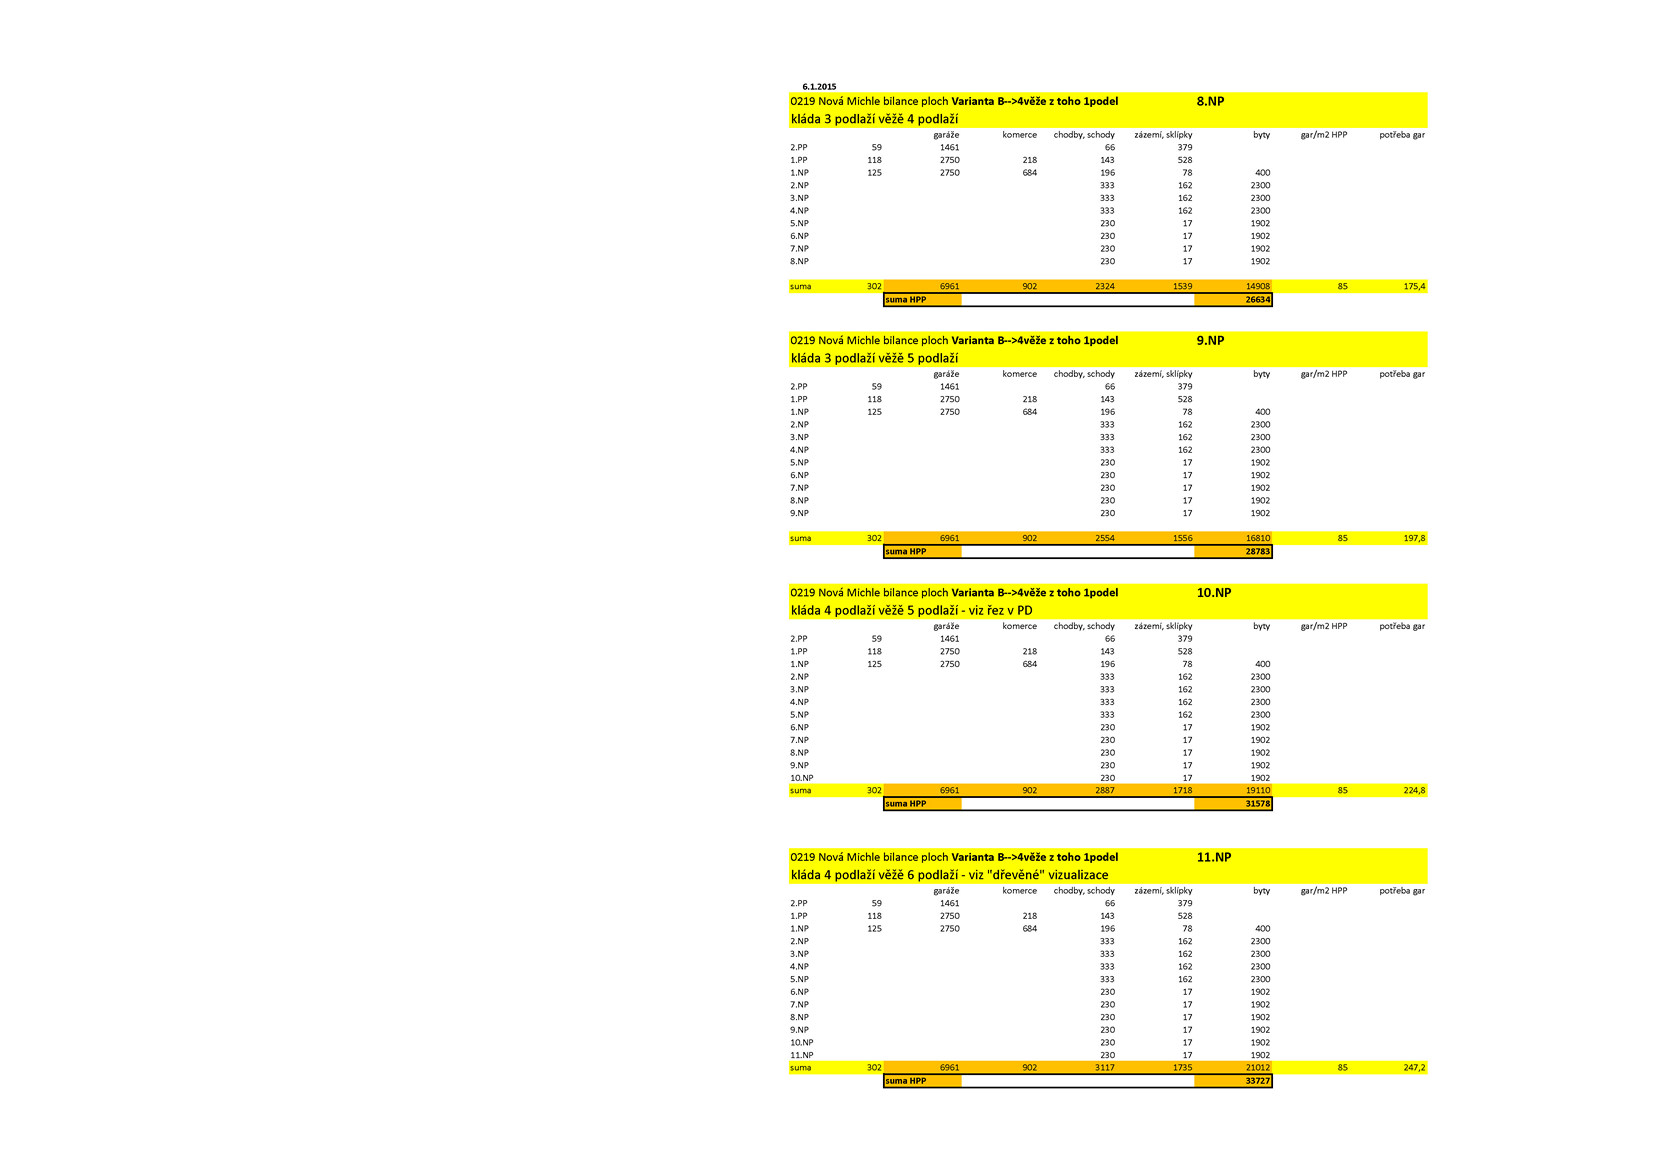 6.1.2015
0219 Nová Michle bilance ploch Varianta B-->4věže z toho 1podel 8.NP
kláda 3 podlaží věžě 4 podlaží
garáže komerce chodby, schody zázemí, sklípky byty gar/m2 HPP potřeba gar
2.PP 59 1461 66 379
1.PP 118 2750 218 143 528
1.NP 125 2750 684 196 78 400
2.NP 333 162 2300
3.NP 333 162 2300
4.NP 333 162 2300
5.NP 230 17 1902
6.NP 230 17 1902
7.NP 230 17 1902
8.NP 230 17 1902
suma 302 6961 902 2324 1539 14908 85 175,4
suma HPP 26634
0219 Nová Michle bilance ploch Varianta B-->4věže z toho 1podel 9.NP
kláda 3 podlaží věžě 5 podlaží
garáže komerce chodby, schody zázemí, sklípky byty gar/m2 HPP potřeba gar
2.PP 59 1461 66 379
1.PP 118 2750 218 143 528
1.NP 125 2750 684 196 78 400
2.NP 333 162 2300
3.NP 333 162 2300
4.NP 333 162 2300
5.NP 230 17 1902
6.NP 230 17 1902
7.NP 230 17 1902
8.NP 230 17 1902
9.NP 230 17 1902
suma 302 6961 902 2554 1556 16810 85 197,8
suma HPP 28783
0219 Nová Michle bilance ploch Varianta B-->4věže z toho 1podel 10.NP
kláda 4 podlaží věžě 5 podlaží - viz řez v PD
garáže komerce chodby, schody zázemí, sklípky byty gar/m2 HPP potřeba gar
2.PP 59 1461 66 379
1.PP 118 2750 218 143 528
1.NP 125 2750 684 196 78 400
2.NP 333 162 2300
3.NP 333 162 2300
4.NP 333 162 2300
5.NP 333 162 2300
6.NP 230 17 1902
7.NP 230 17 1902
8.NP 230 17 1902
9.NP 230 17 1902
10.NP 230 17 1902
suma 302 6961 902 2887 1718 19110 85 224,8
suma HPP 31578
0219 Nová Michle bilance ploch Varianta B-->4věže z toho 1podel 11.NP
kláda 4 podlaží věžě 6 podlaží - viz "dřevěné" vizualizace
garáže komerce chodby, schody zázemí, sklípky byty gar/m2 HPP potřeba gar
2.PP 59 1461 66 379
1.PP 118 2750 218 143 528
1.NP 125 2750 684 196 78 400
2.NP 333 162 2300
3.NP 333 162 2300
4.NP 333 162 2300
5.NP 333 162 2300
6.NP 230 17 1902
7.NP 230 17 1902
8.NP 230 17 1902
9.NP 230 17 1902
10.NP 230 17 1902
11.NP 230 17 1902
suma 302 6961 902 3117 1735 21012 85 247,2
suma HPP 33727